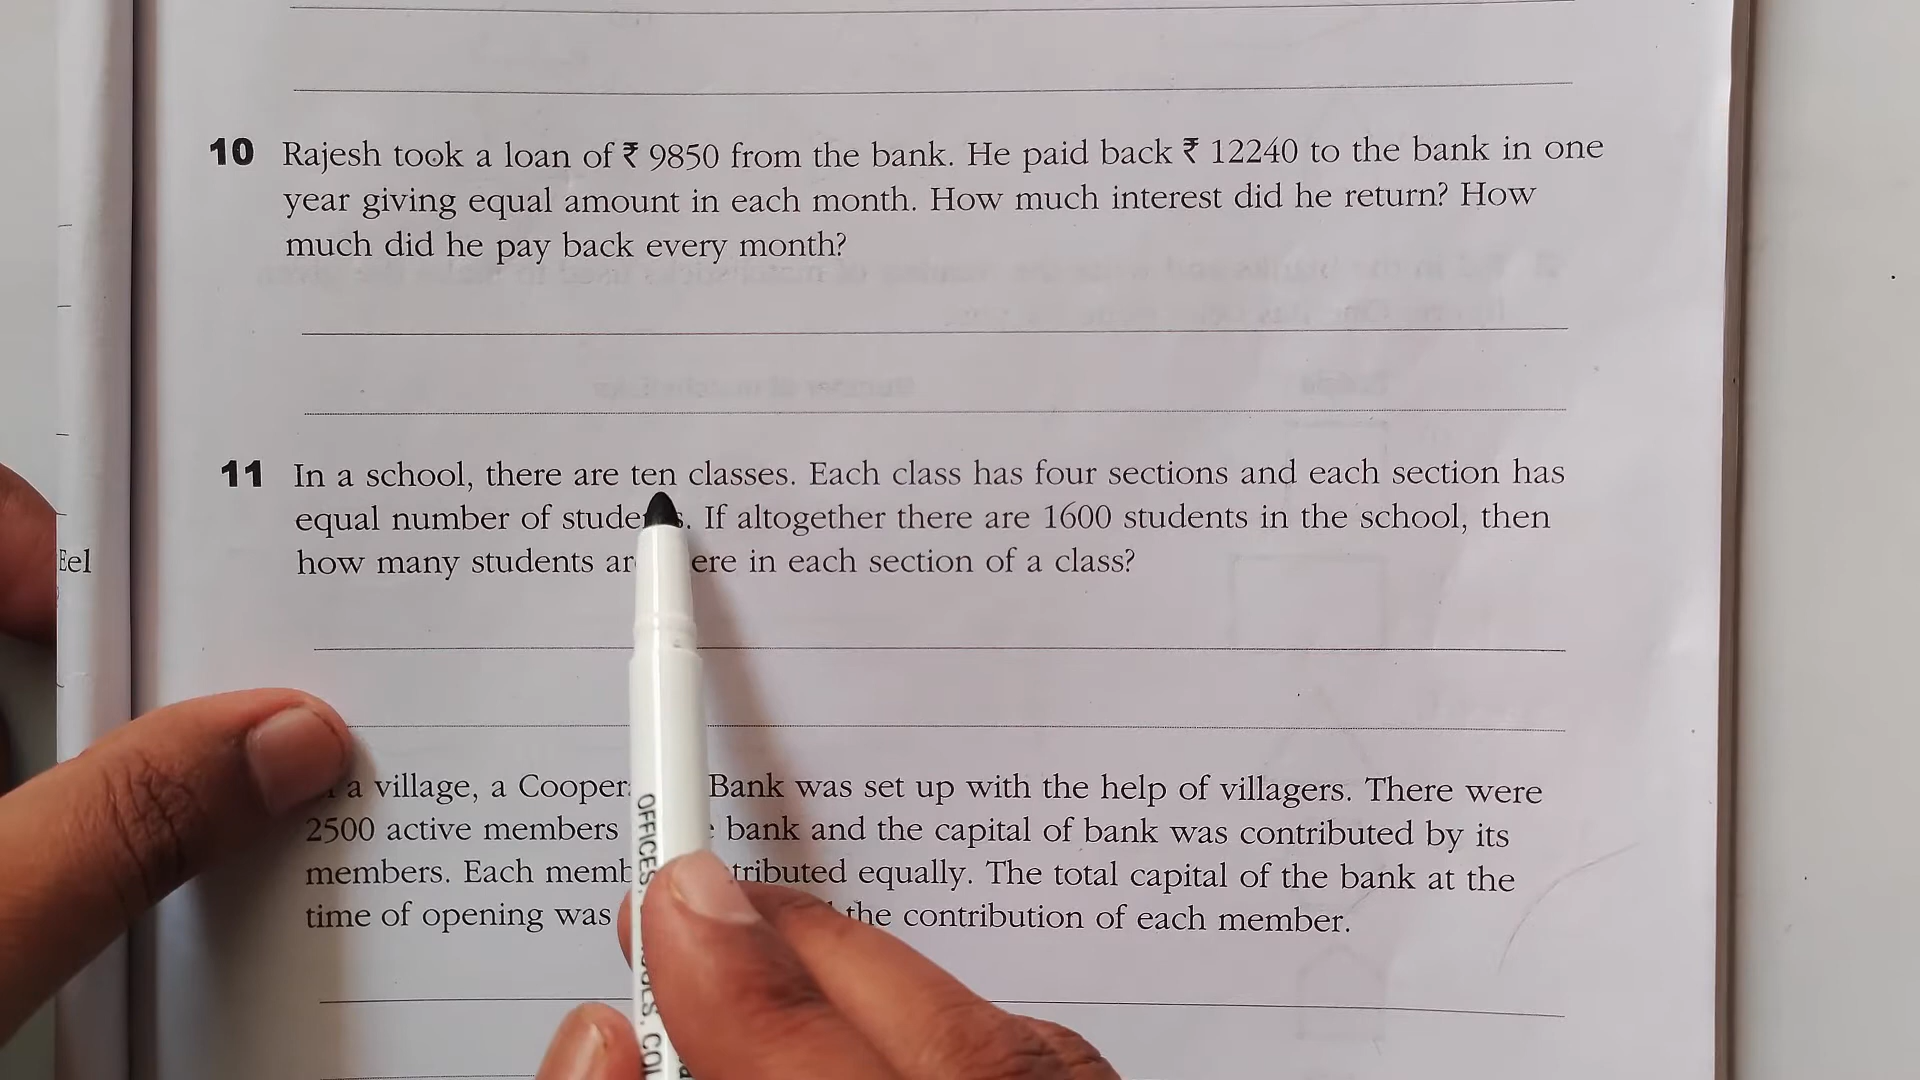 10 Rajesh took a loan of ₹ 9850 from the bank. He paid back ₹ 12240 to the bank in one
year giving equal amount in each month. How much interest did he return? How
much did he pay back every month?
11 In a school, there are ten classes. Each class has four sections and each section has
equal number of students. If altogether there are 1600 students in the school, then
how many students are there in each section of a class?
a village, a Bank was set up with the help of villagers. There were
2500 active members bank and the capital of bank was contributed by its
members. Each equally. The total capital of the bank at the
time of opening was the contribution of each member.
Eel
OFFICES,